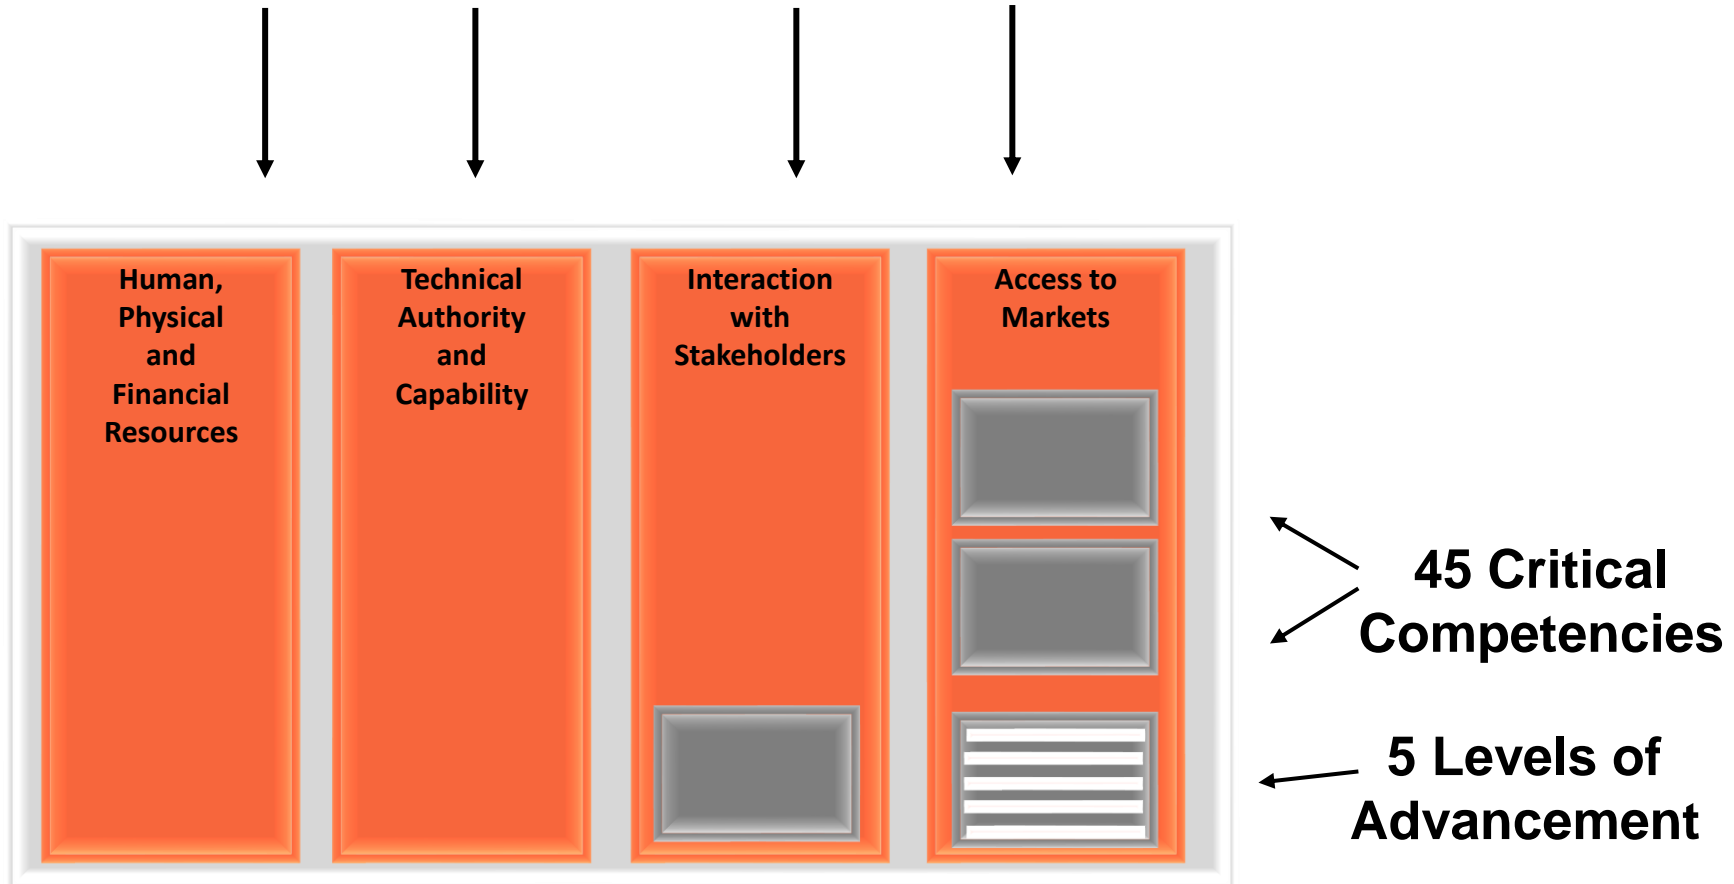 Human,
Physical
and
Financial
Resources
Technical
Authority
and
Capability
Interaction
with
Stakeholders
Access to
Markets
45 Critical
Competencies
5 Levels of
Advancement